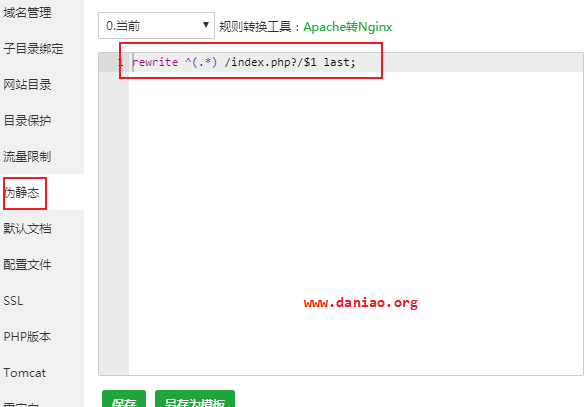 域名管理
子目录绑定
网站目录
目录保护
流量限制
伪静态
默认文档
配置文件
SSL
PHP版本
Tomcat
重定向
0.当前 规则转换工具：Apache转Nginx
1 rewrite ^(.*) /index.php?/$1 last;
www.daniao.org
保存 另存为模板